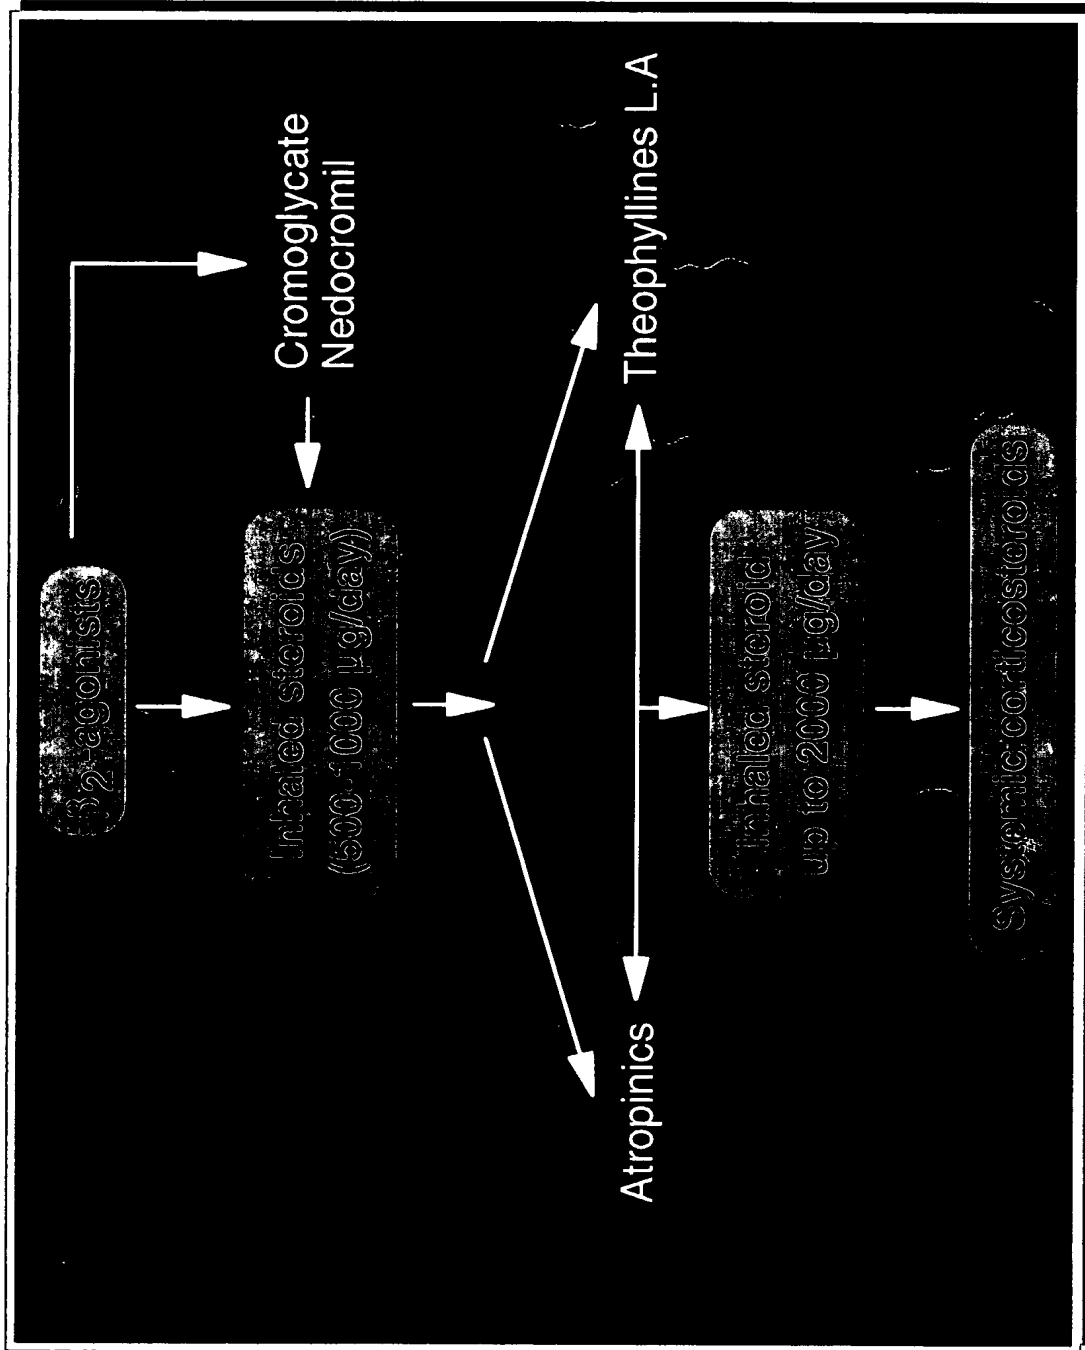 β2-agonists
Cromoglycate
Nedocromil
Inhaled steroids
(500-1000 µg/day)
Atropinics
Theophyllines L.A
Inhaled steroid
up to 2000 µg/day
Systemic corticosteroids